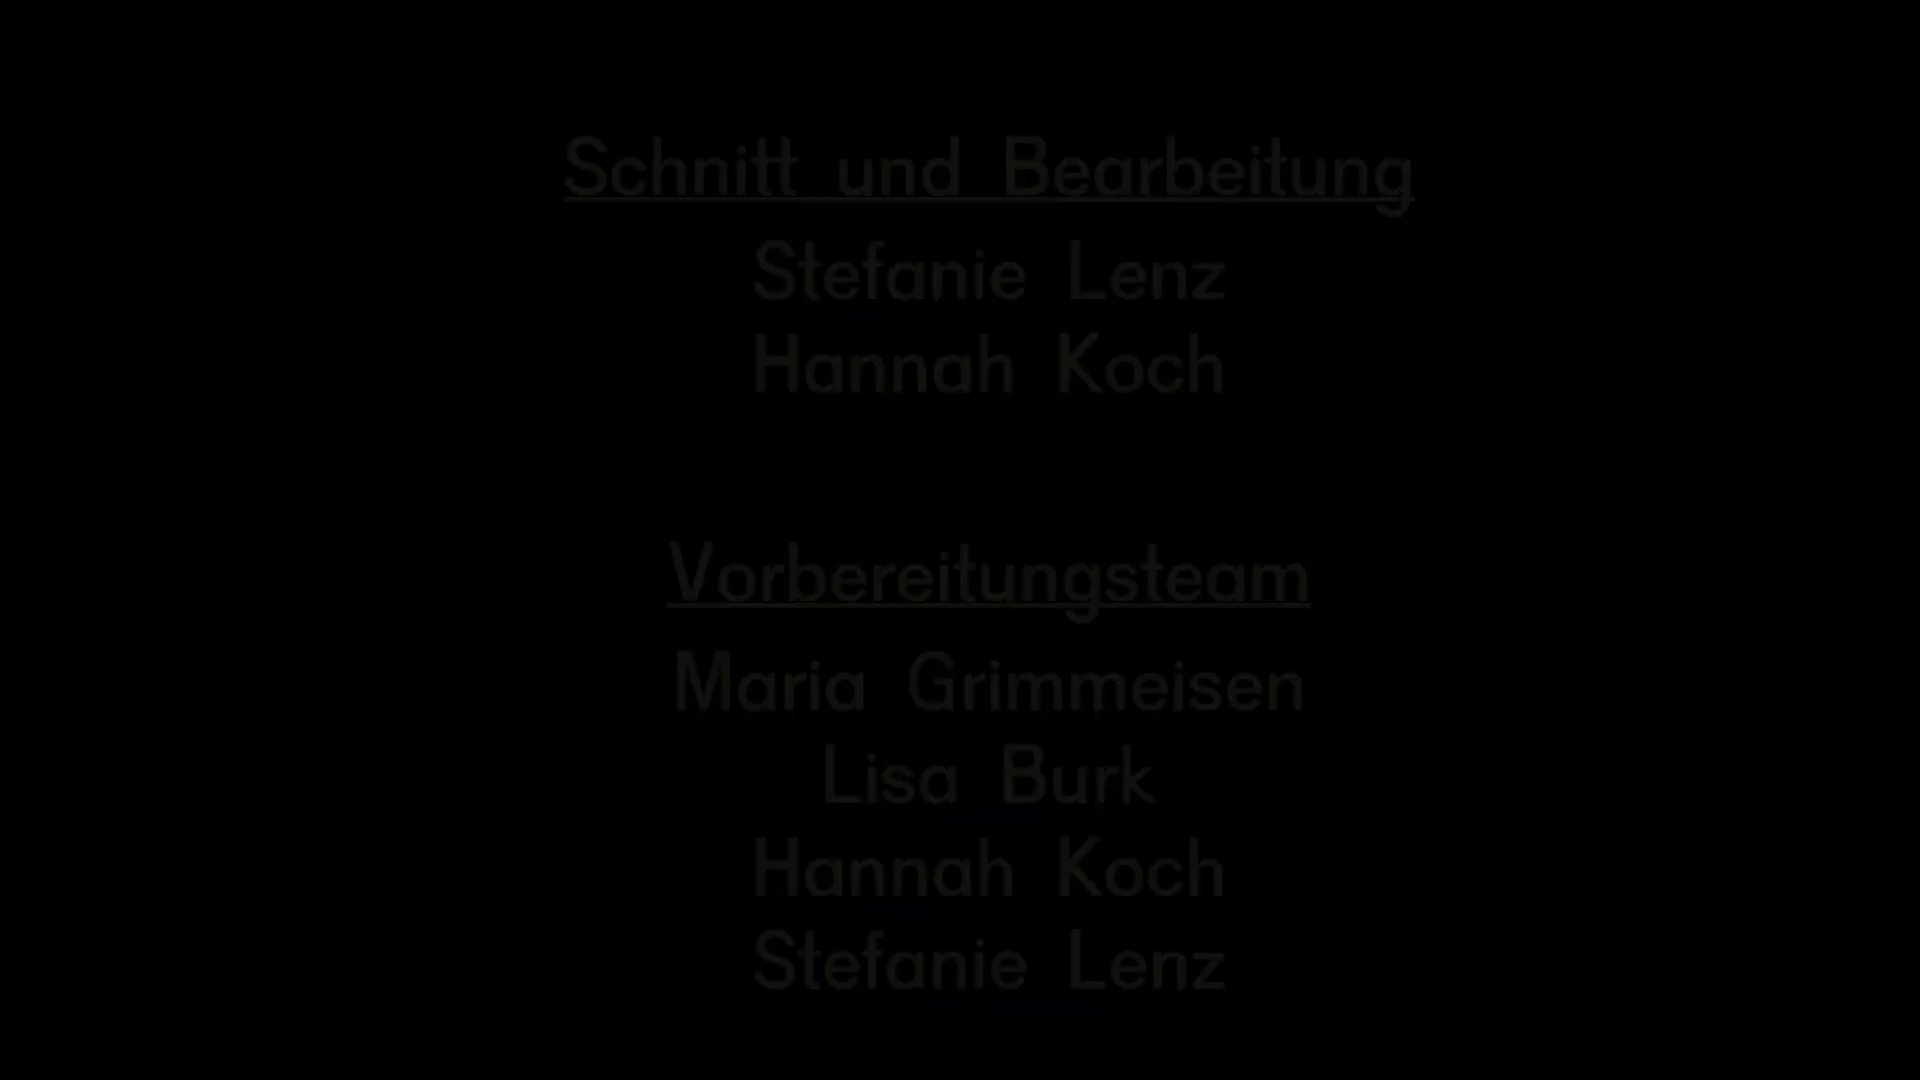 Schnitt und Bearbeitung
Stefanie Lenz
Hannah Koch
Vorbereitungsteam
Maria Grimmeisen
Lisa Burk
Hannah Koch
Stefanie Lenz